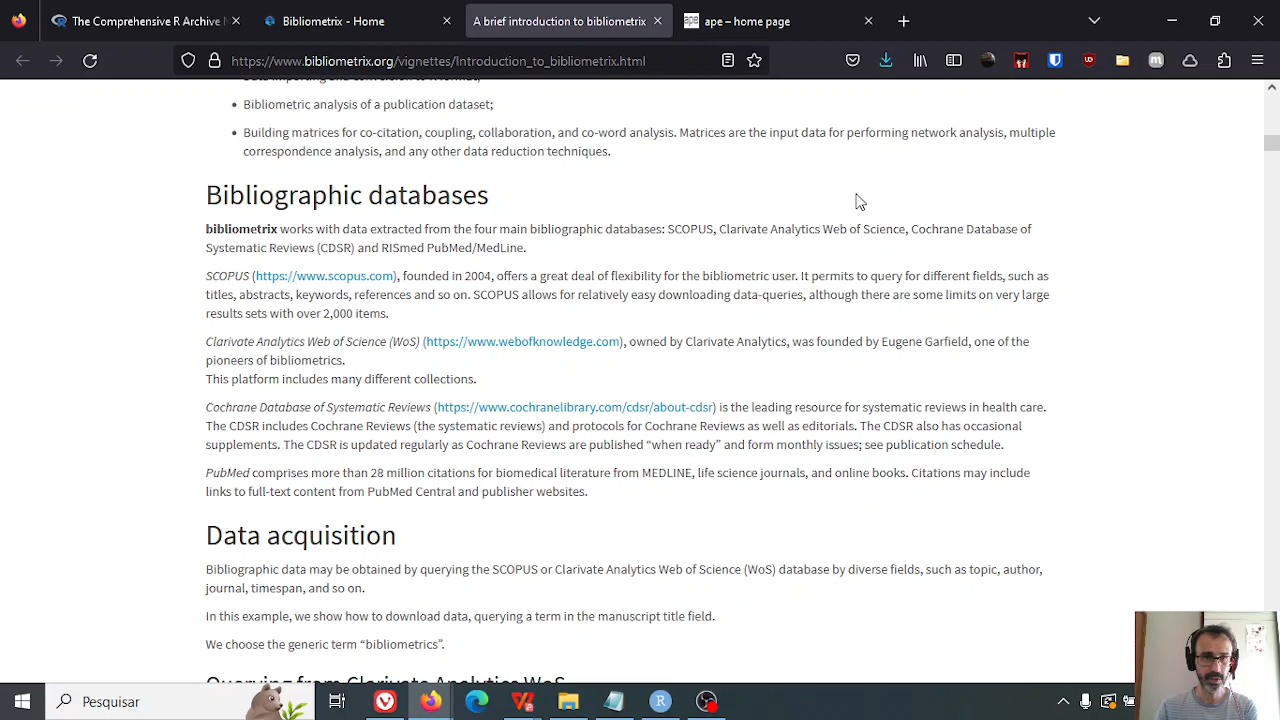 The Comprehensive R Archive N
Bibliometrix - Home
A brief introduction to bibliometrix
ape
ape – home page
https://www.bibliometrix.org/vignettes/Introduction_to_bibliometrix.html
Bibliometric analysis of a publication dataset;
Building matrices for co-citation, coupling, collaboration, and co-word analysis. Matrices are the input data for performing network analysis, multiple
correspondence analysis, and any other data reduction techniques.
Bibliographic databases
bibliometrix works with data extracted from the four main bibliographic databases: SCOPUS, Clarivate Analytics Web of Science, Cochrane Database of
Systematic Reviews (CDSR) and RISmed PubMed/MedLine.
SCOPUS (https://www.scopus.com), founded in 2004, offers a great deal of flexibility for the bibliometric user. It permits to query for different fields, such as
titles, abstracts, keywords, references and so on. SCOPUS allows for relatively easy downloading data-queries, although there are some limits on very large
results sets with over 2,000 items.
Clarivate Analytics Web of Science (WoS) (https://www.webofknowledge.com), owned by Clarivate Analytics, was founded by Eugene Garfield, one of the
pioneers of bibliometrics.
This platform includes many different collections.
Cochrane Database of Systematic Reviews (https://www.cochranelibrary.com/cdsr/about-cdsr) is the leading resource for systematic reviews in health care.
The CDSR includes Cochrane Reviews (the systematic reviews) and protocols for Cochrane Reviews as well as editorials. The CDSR also has occasional
supplements. The CDSR is updated regularly as Cochrane Reviews are published “when ready” and form monthly issues; see publication schedule.
PubMed comprises more than 28 million citations for biomedical literature from MEDLINE, life science journals, and online books. Citations may include
links to full-text content from PubMed Central and publisher websites.
Data acquisition
Bibliographic data may be obtained by querying the SCOPUS or Clarivate Analytics Web of Science (WoS) database by diverse fields, such as topic, author,
journal, timespan, and so on.
In this example, we show how to download data, querying a term in the manuscript title field.
We choose the generic term “bibliometrics”.
Querying from Clarivate Analytics WoS
Pesquisar